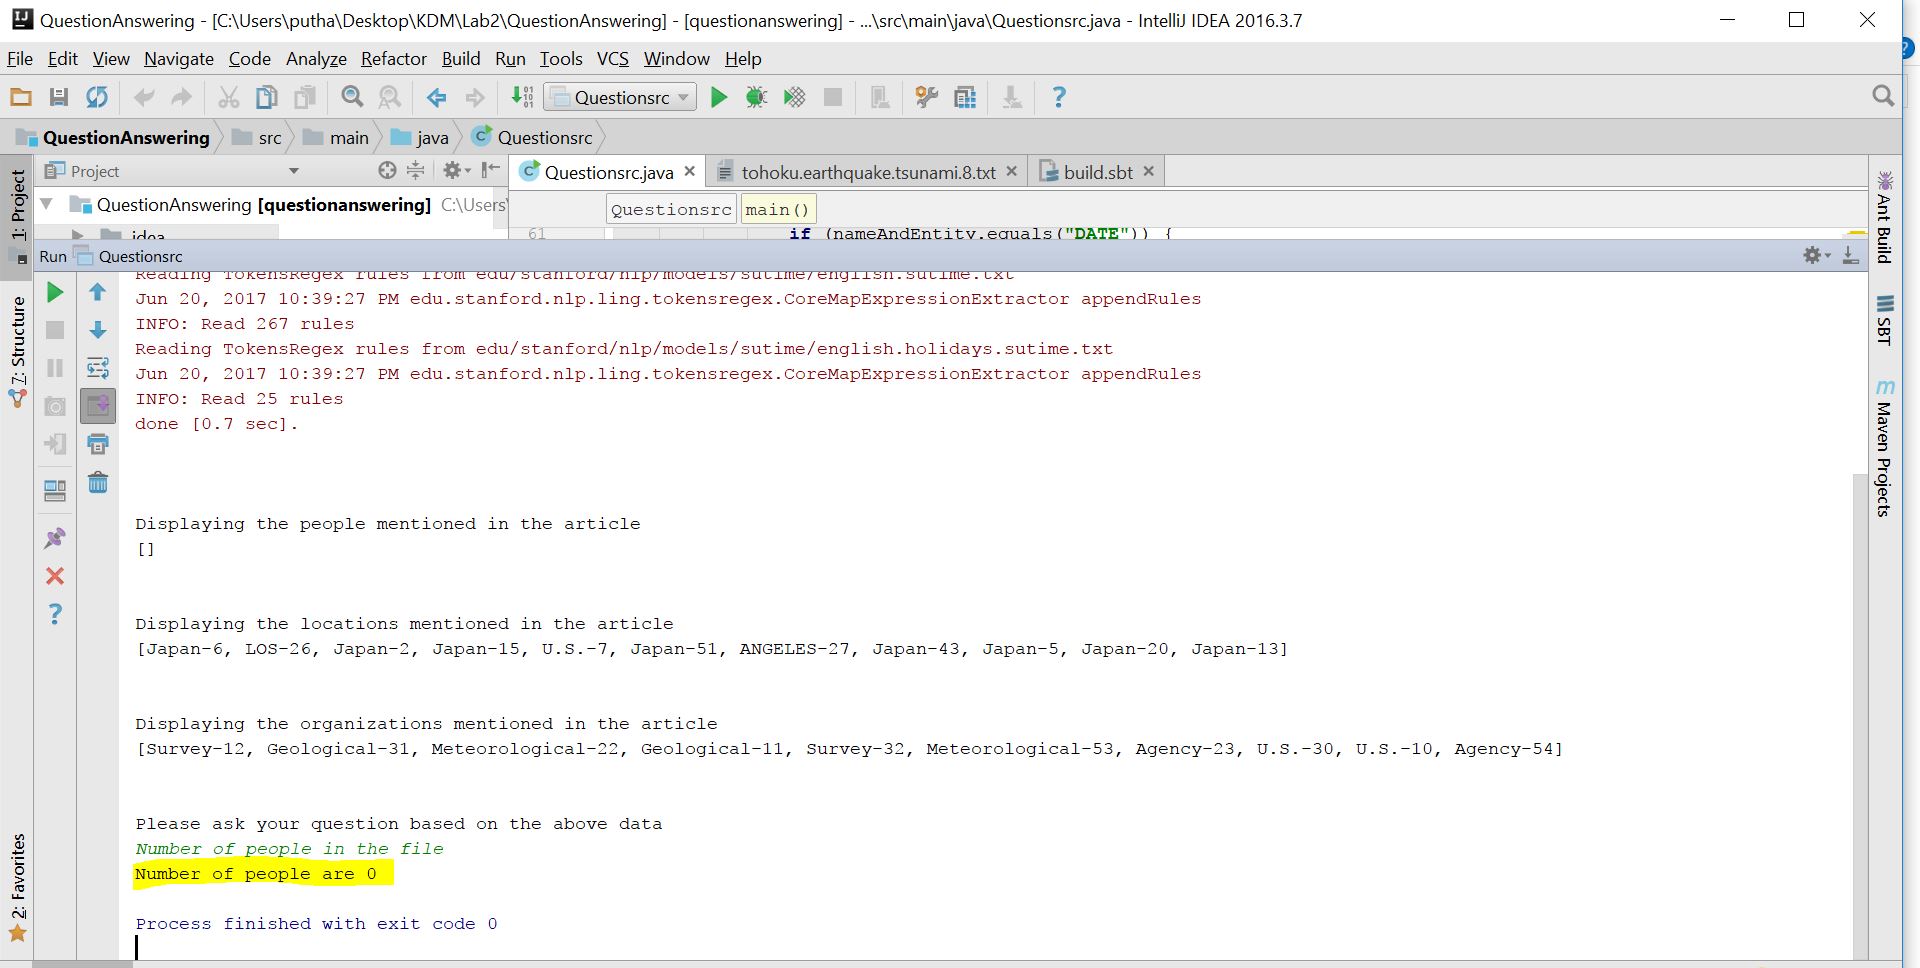 QuestionAnswering - [C:\Users\putha\Desktop\KDM\Lab2\QuestionAnswering] - [questionanswering] - ...\src\main\java\Questionsrc.java - IntelliJ IDEA 2016.3.7
File Edit View Navigate Code Analyze Refactor Build Run Tools VCS Window Help
Questionsrc
QuestionAnswering src main java Questionsrc
Project
Questionsrc.java tohoku.earthquake.tsunami.8.txt build.sbt
QuestionAnswering [questionanswering] C:\Users\
Questionsrc main()
idea
61 if (nameAndEntity.equals("DATE")) {
Run Questionsrc
Reading TokensRegex rules from edu/stanford/nlp/models/sutime/english.sutime.txt
Jun 20, 2017 10:39:27 PM edu.stanford.nlp.ling.tokensregex.CoreMapExpressionExtractor appendRules
INFO: Read 267 rules
Reading TokensRegex rules from edu/stanford/nlp/models/sutime/english.holidays.sutime.txt
Jun 20, 2017 10:39:27 PM edu.stanford.nlp.ling.tokensregex.CoreMapExpressionExtractor appendRules
INFO: Read 25 rules
done [0.7 sec].
Displaying the people mentioned in the article
[]
Displaying the locations mentioned in the article
[Japan-6, LOS-26, Japan-2, Japan-15, U.S.-7, Japan-51, ANGELES-27, Japan-43, Japan-5, Japan-20, Japan-13]
Displaying the organizations mentioned in the article
[Survey-12, Geological-31, Meteorological-22, Geological-11, Survey-32, Meteorological-53, Agency-23, U.S.-30, U.S.-10, Agency-54]
Please ask your question based on the above data
Number of people in the file
Number of people are 0
Process finished with exit code 0
1: Project
7: Structure
2: Favorites
Ant Build
SBT
Maven Projects